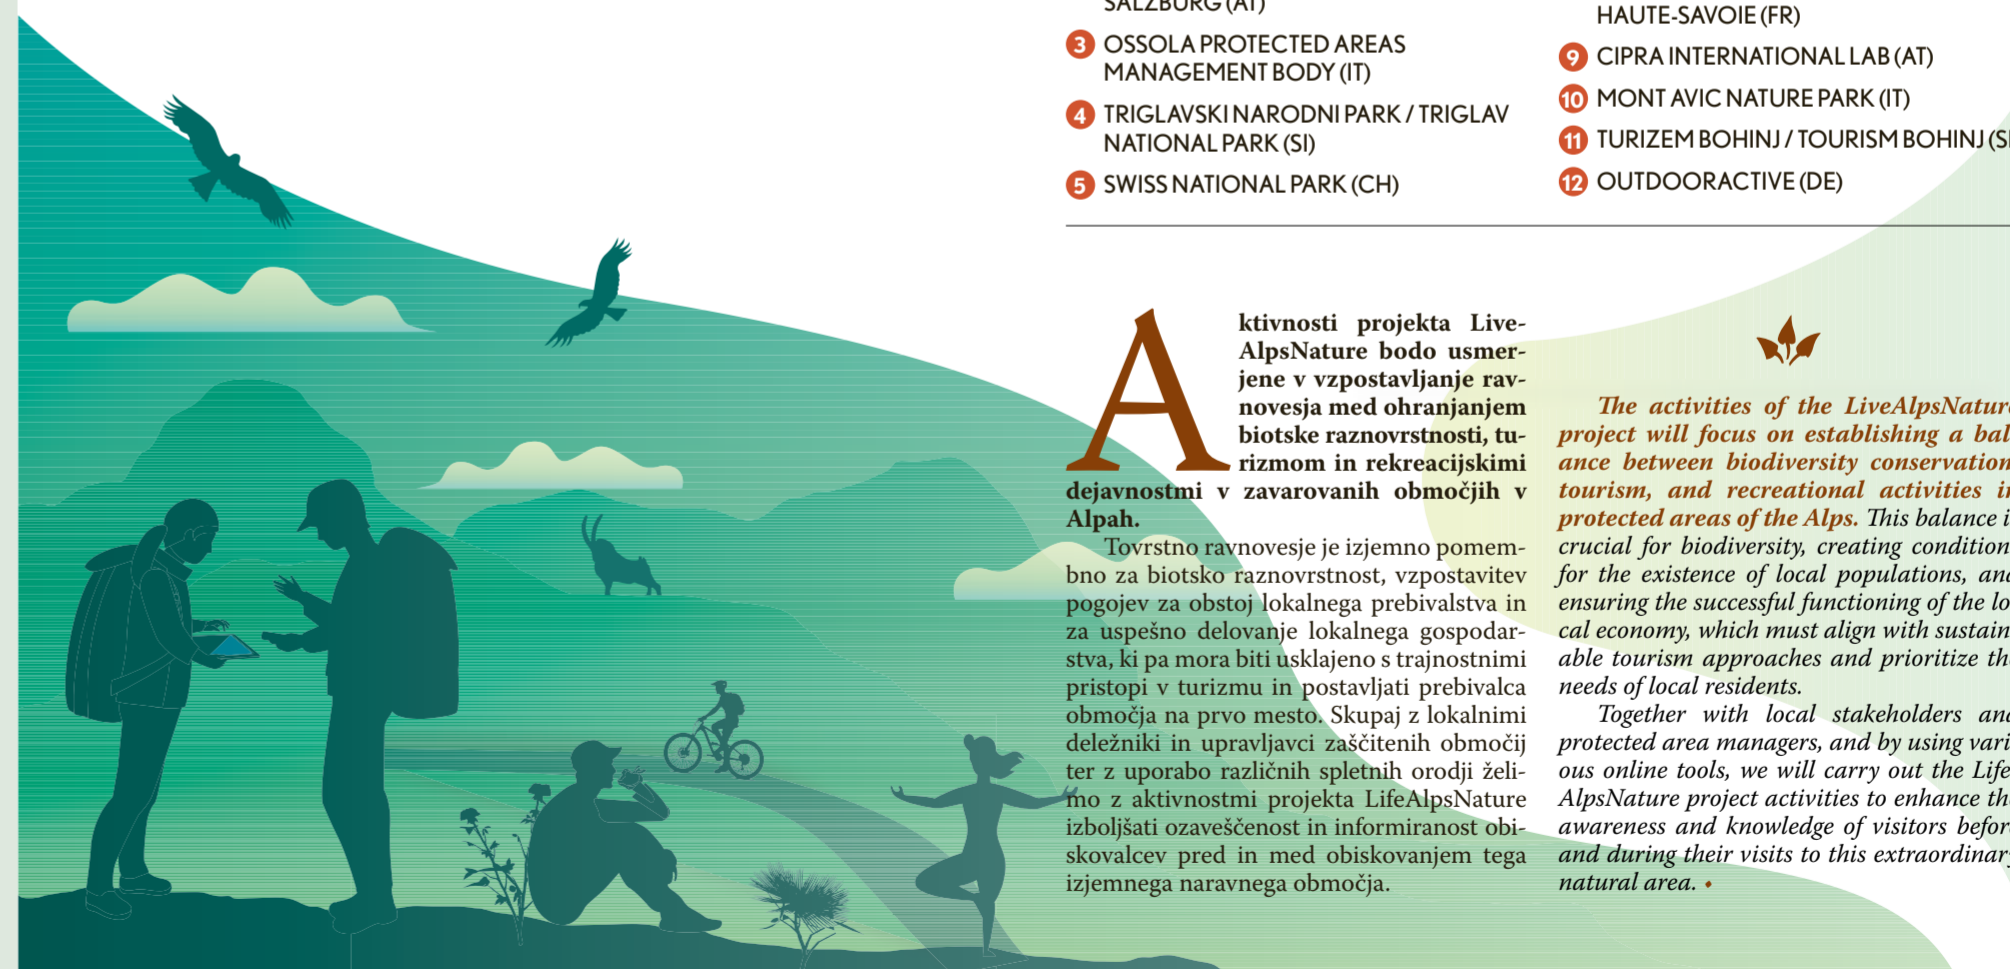 SALZBURG (AT)
3 OSSOLA PROTECTED AREAS
MANAGEMENT BODY (IT)
4 TRIGLAVSKI NARODNI PARK / TRIGLAV
NATIONAL PARK (SI)
5 SWISS NATIONAL PARK (CH)
HAUTE-SAVOIE (FR)
9 CIPRA INTERNATIONAL LAB (AT)
10 MONT AVIC NATURE PARK (IT)
11 TURIZEM BOHINJ / TOURISM BOHINJ (SI
12 OUTDOORACTIVE (DE)
Aktivnosti projekta Live-
AlpsNature bodo usmer-
jene v vzpostavljanje rav-
novesja med ohranjanjem
biotske raznovrstnosti, tu-
rizmom in rekreacijskimi
dejavnostmi v zavarovanih območjih v
Alpah.
Tovrstno ravnovesje je izjemno pomem-
bno za biotsko raznovrstnost, vzpostavitev
pogojev za obstoj lokalnega prebivalstva in
za uspešno delovanje lokalnega gospodar-
stva, ki pa mora biti usklajeno s trajnostnimi
pristopi v turizmu in postavljati prebivalca
območja na prvo mesto. Skupaj z lokalnimi
deležniki in upravljavci zaščitenih območij
ter z uporabo različnih spletnih orodji želi-
mo z aktivnostmi projekta LifeAlpsNature
izboljšati ozaveščenost in informiranost obi-
skovalcev pred in med obiskovanjem tega
izjemnega naravnega območja.
The activities of the LiveAlpsNature
project will focus on establishing a bal
ance between biodiversity conservation
tourism, and recreational activities in
protected areas of the Alps. This balance i
crucial for biodiversity, creating condition
for the existence of local populations, and
ensuring the successful functioning of the lo
cal economy, which must align with sustain
able tourism approaches and prioritize the
needs of local residents.
Together with local stakeholders and
protected area managers, and by using vari
ous online tools, we will carry out the Life
AlpsNature project activities to enhance the
awareness and knowledge of visitors before
and during their visits to this extraordinary
natural area.